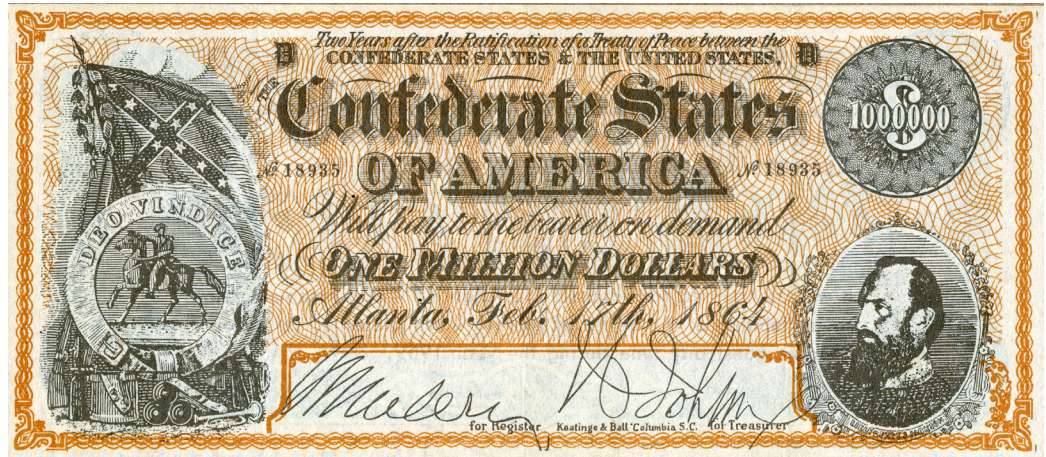 Two Years after the Ratification of a Treaty of Peace between the
CONFEDERATE STATES & THE UNITED STATES,
THE
Confederate States
$ 1000000
Nº 18935 OF AMERICA Nº 18935
DEO VINDICE
Will pay to the bearer on demand
ONE MILLION DOLLARS
Atlanta, Feb. 17th, 1864
for Register Keatinge & Ball Columbia S.C. for Treasurer